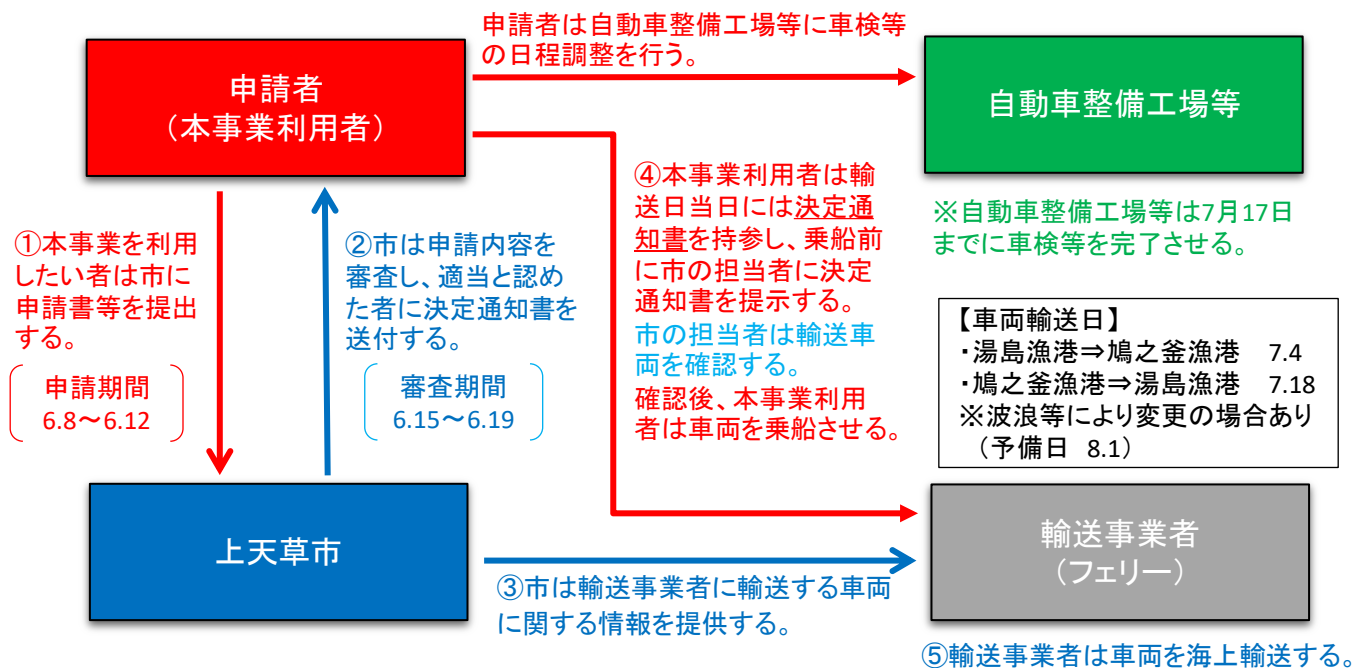 申請者は自動車整備工場等に車検等
の日程調整を行う。
申請者
（本事業利用者）
自動車整備工場等
※自動車整備工場等は7月17日
までに車検等を完了させる。
①本事業を利用
したい者は市に
申請書等を提出
する。
申請期間
6.8～6.12
②市は申請内容を
審査し、適当と認め
た者に決定通知書を
送付する。
審査期間
6.15～6.19
④本事業利用者は輸
送日当日には決定通
知書を持参し、乗船前
に市の担当者に決定
通知書を提示する。
市の担当者は輸送車
両を確認する。
確認後、本事業利用
者は車両を乗船させる。
【車両輸送日】
・湯島漁港⇒鳩之釜漁港　7.4
・鳩之釜漁港⇒湯島漁港　7.18
※波浪等により変更の場合あり
（予備日　8.1）
上天草市
③市は輸送事業者に輸送する車両
に関する情報を提供する。
輸送事業者
（フェリー）
⑤輸送事業者は車両を海上輸送する。